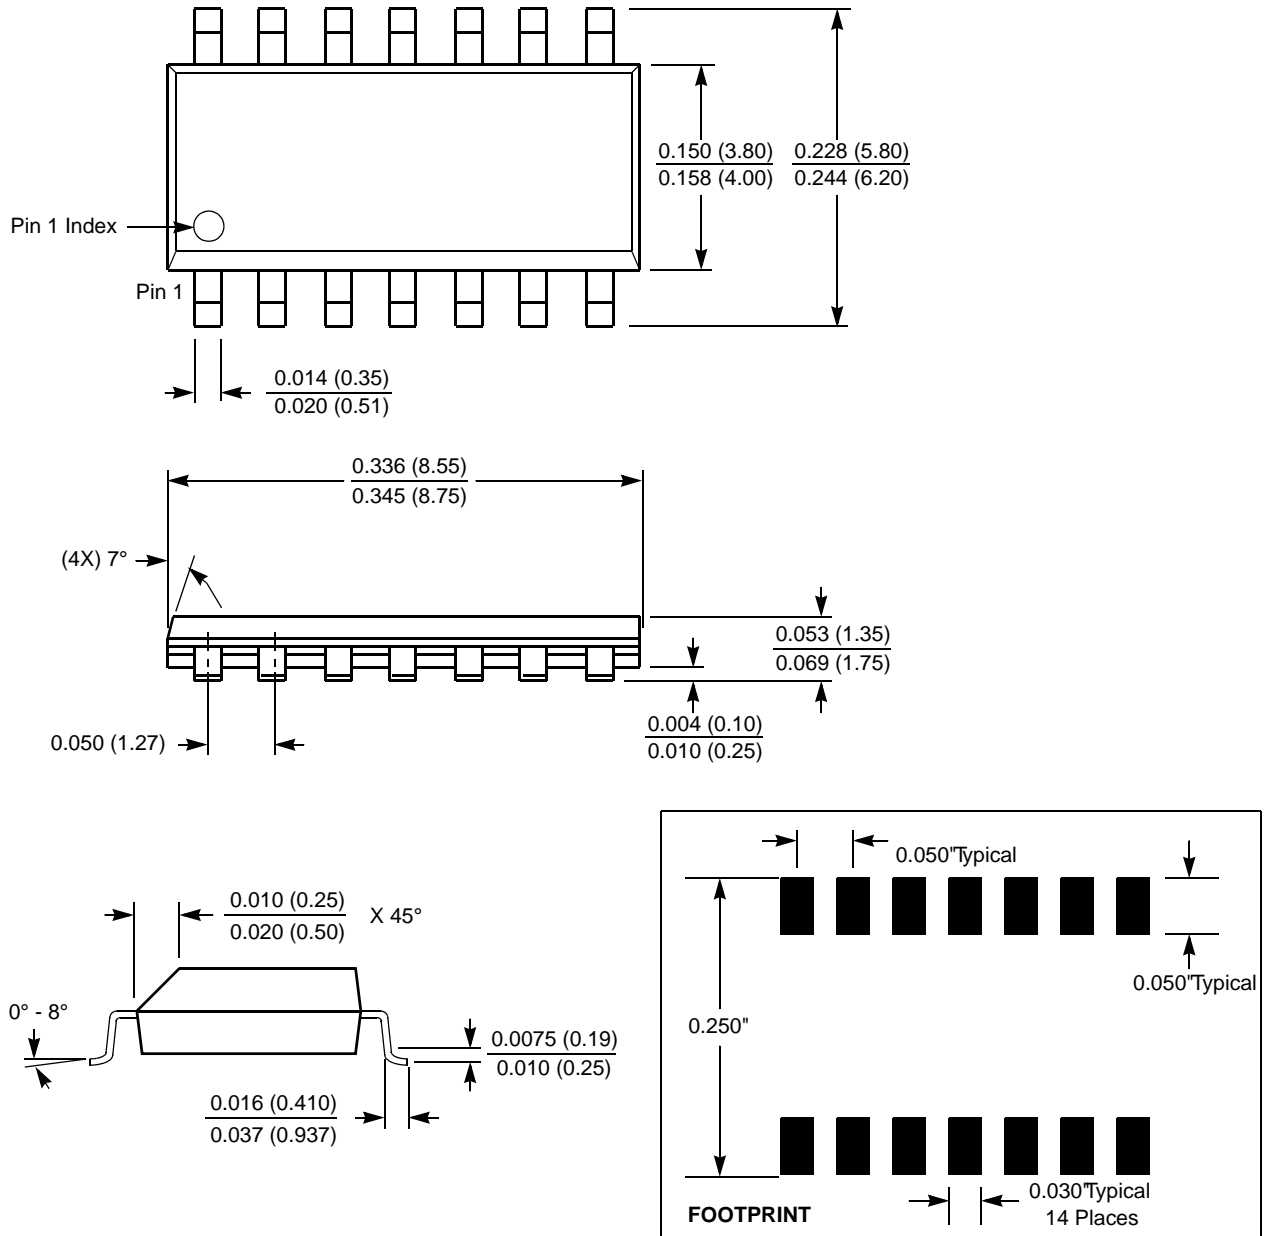 0.150 (3.80)
0.158 (4.00)
0.228 (5.80)
0.244 (6.20)
Pin 1 Index
Pin 1
0.014 (0.35)
0.020 (0.51)
0.336 (8.55)
0.345 (8.75)
(4X) 7°
0.053 (1.35)
0.069 (1.75)
0.004 (0.10)
0.010 (0.25)
0.050 (1.27)
0.010 (0.25)
0.020 (0.50)
X 45°
0° - 8°
0.0075 (0.19)
0.010 (0.25)
0.016 (0.410)
0.037 (0.937)
0.050"Typical
0.050"Typical
0.250"
0.030"Typical
14 Places
FOOTPRINT